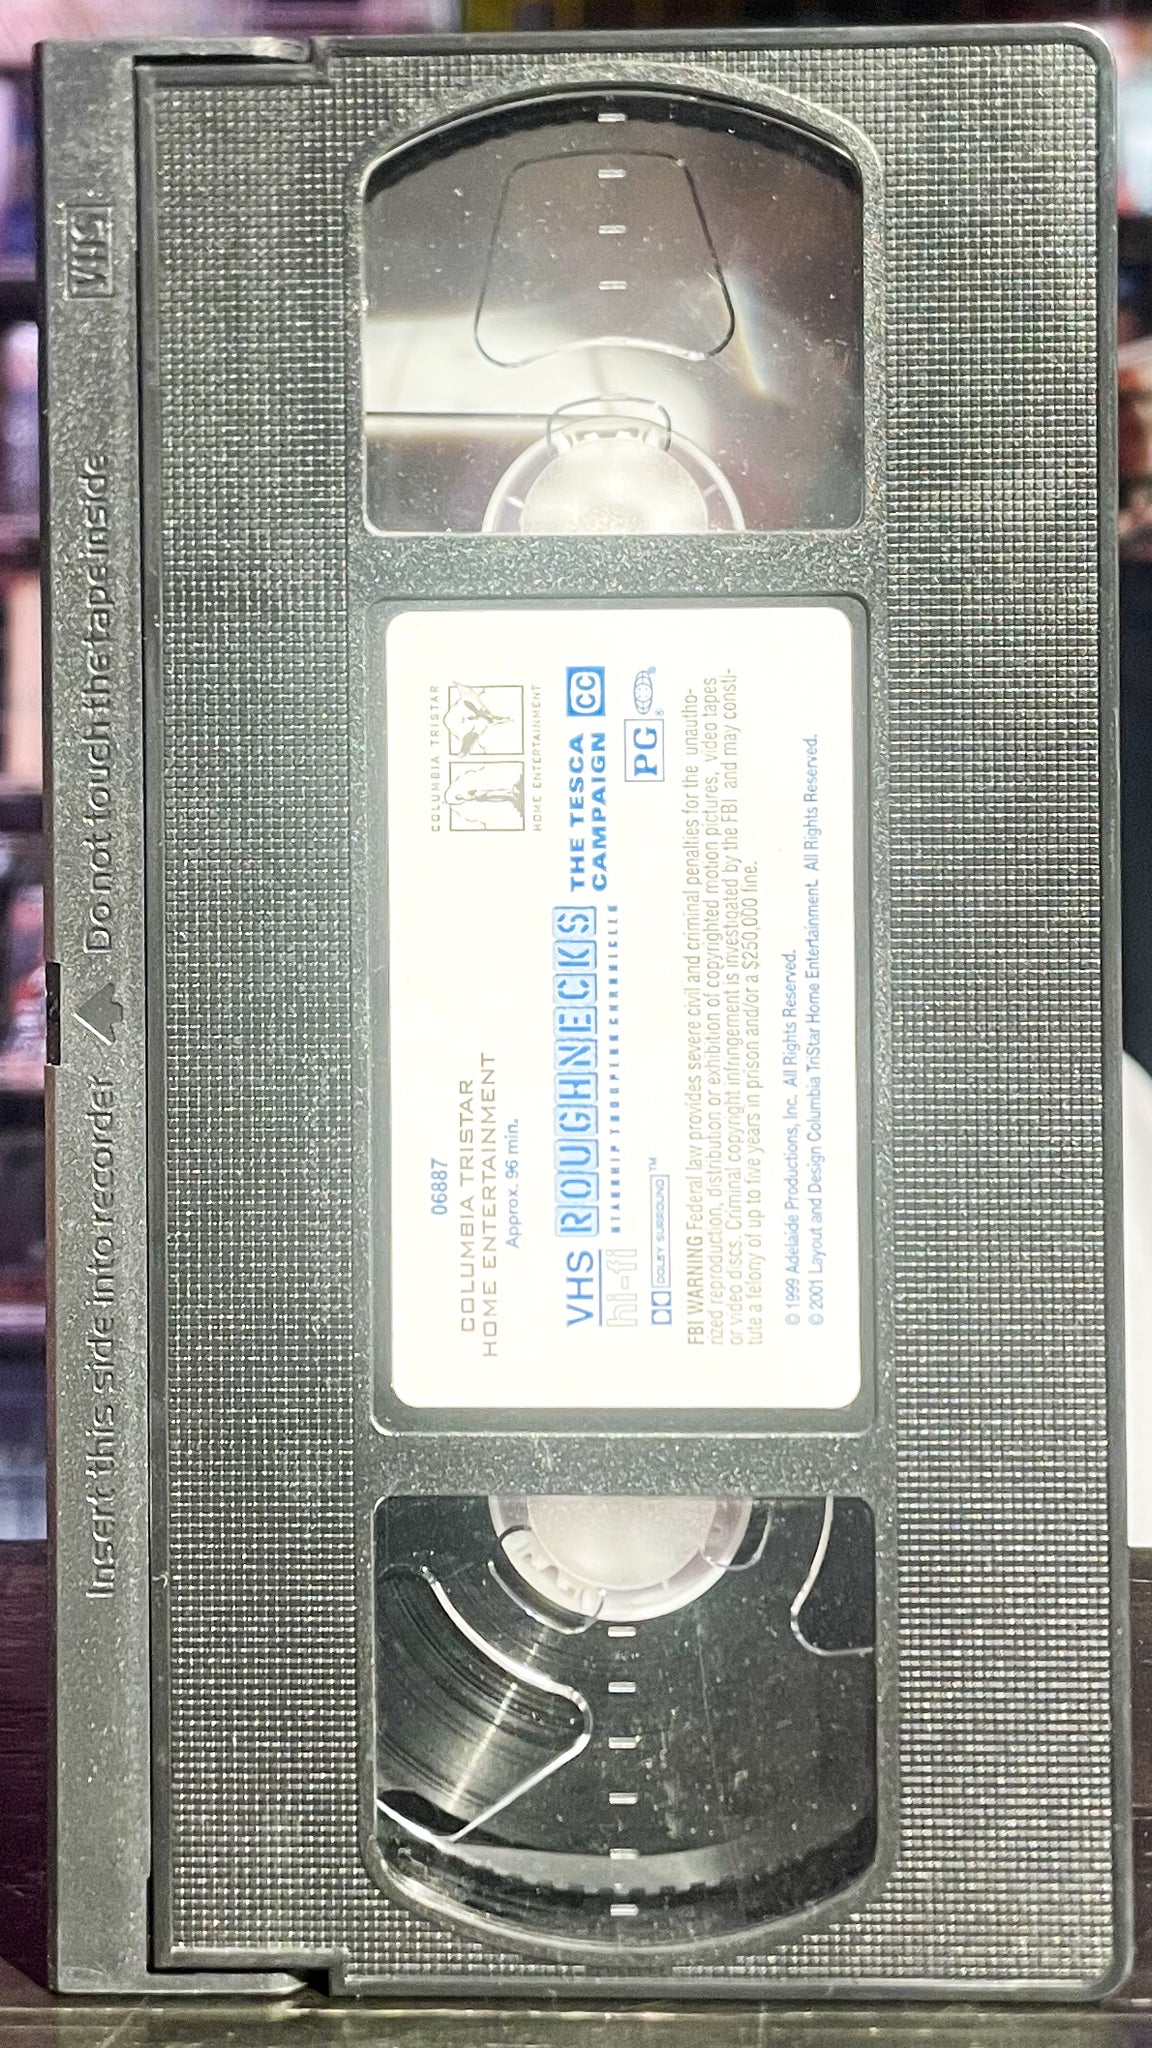 VHS
Insert this side into recorder Do not touch the tape inside
06887
COLUMBIA TRISTAR
HOME ENTERTAINMENT
Approx. 96 min.
COLUMBIA TRISTAR
HOME ENTERTAINMENT
VHS ROUGHNECKS THE TESCA CAMPAIGN CC
hi-fi STARSHIP TROOPERS CHRONICLES
DOLBY SURROUND™
PG®
FBI WARNING Federal law provides severe civil and criminal penalties for the unautho-
rized reproduction, distribution or exhibition of copyrighted motion pictures, video tapes
or video discs. Criminal copyright infringement is investigated by the FBI and may consti-
tute a felony of up to five years in prison and/or a $250,000 fine.
© 1999 Adelaide Productions, Inc. All Rights Reserved.
© 2001 Layout and Design Columbia TriStar Home Entertainment. All Rights Reserved.